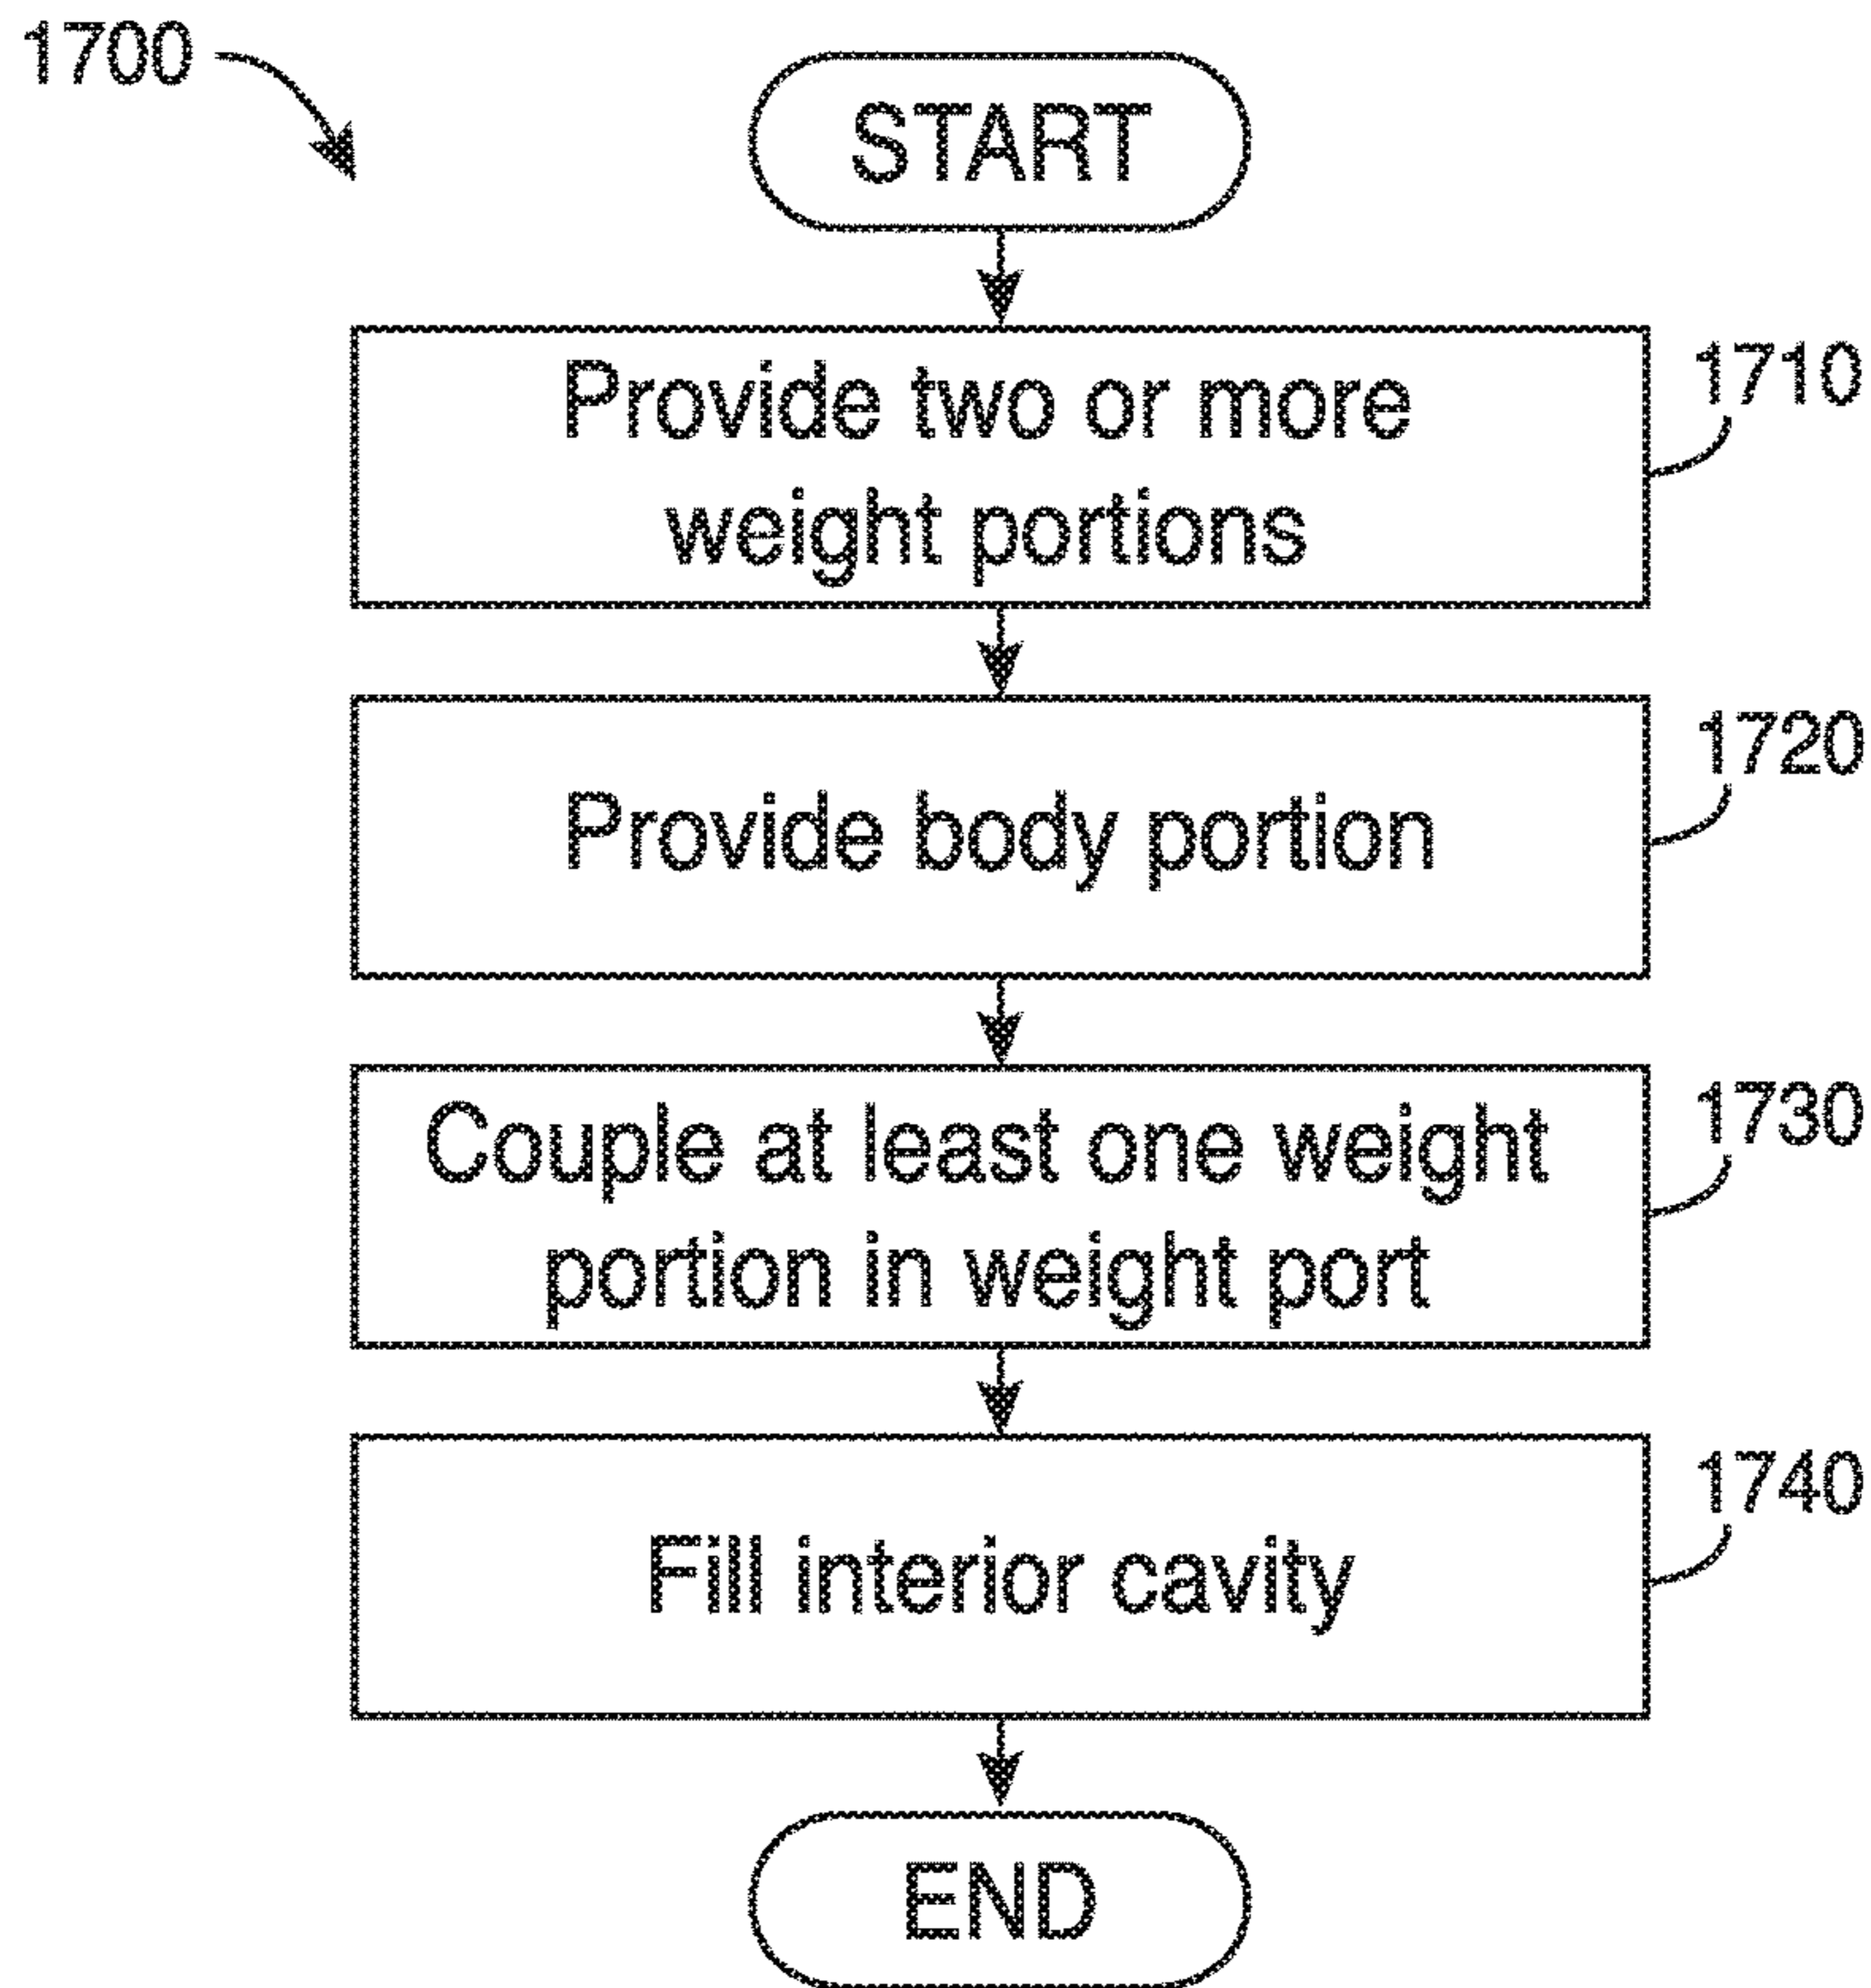 1700
START
Provide two or more
weight portions
1710
Provide body portion
1720
Couple at least one weight
portion in weight port
1730
Fill interior cavity
1740
END